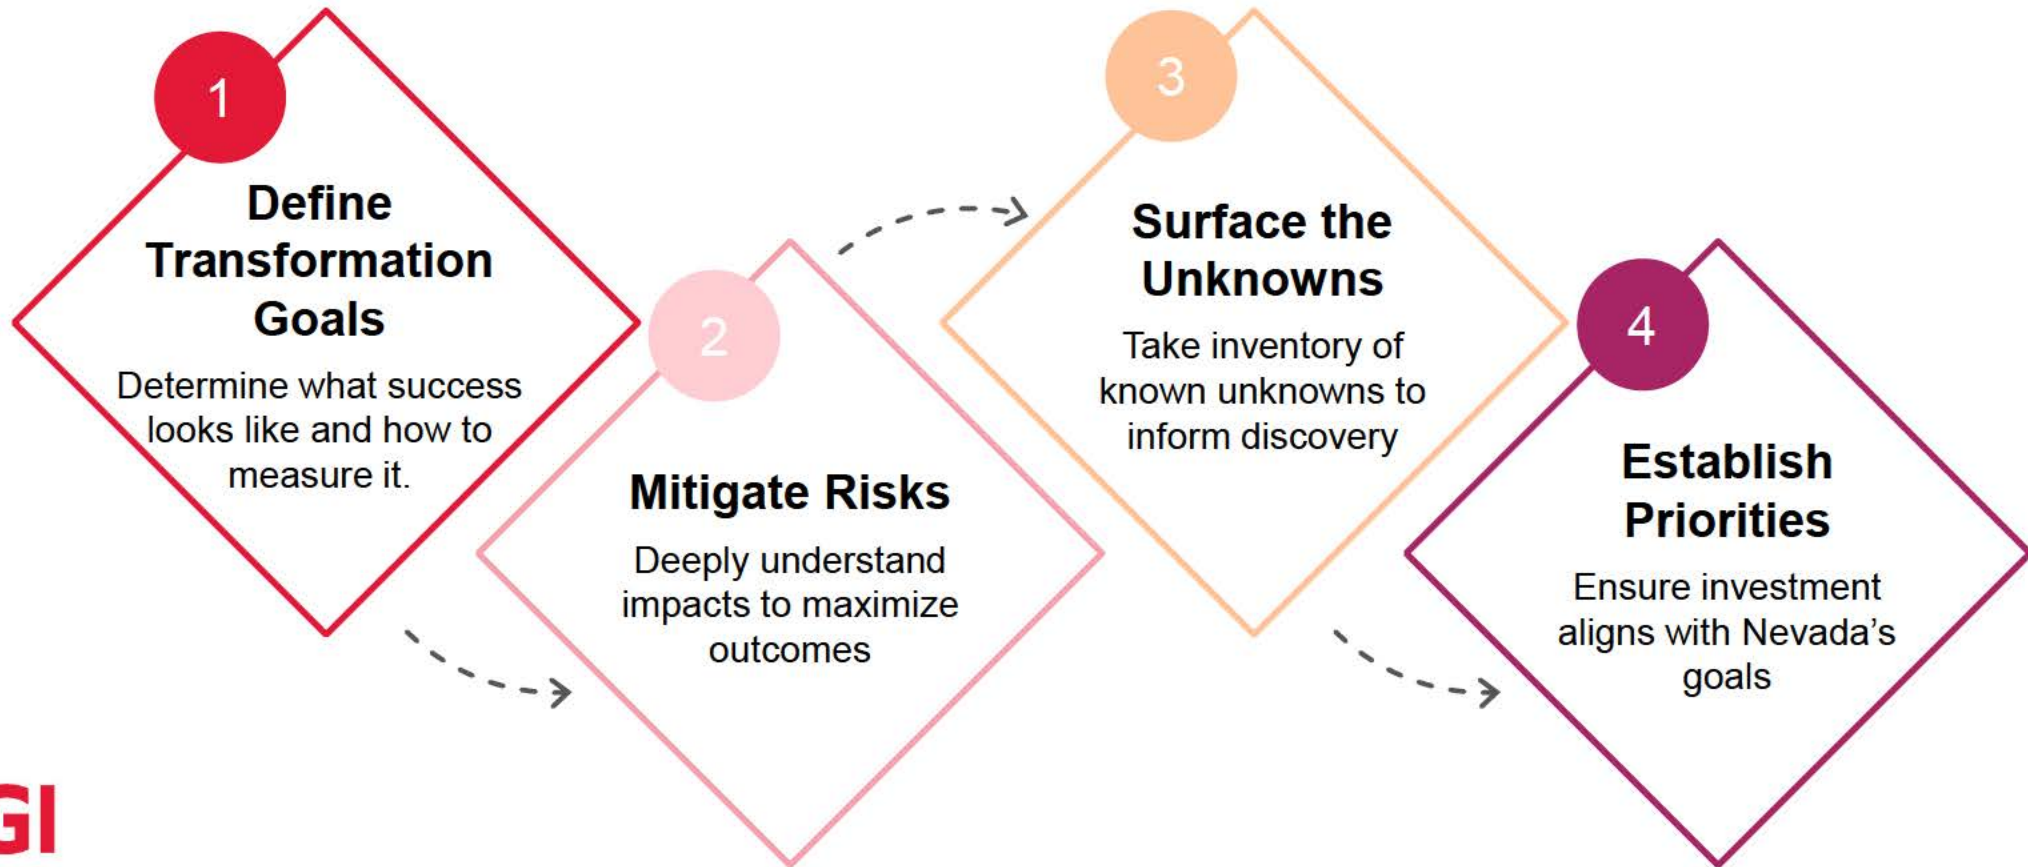 1
Define
Transformation
Goals
Determine what success
looks like and how to
measure it.
2
Mitigate Risks
Deeply understand
impacts to maximize
outcomes
3
Surface the
Unknowns
Take inventory of
known unknowns to
inform discovery
4
Establish
Priorities
Ensure investment
aligns with Nevada’s
goals
GI